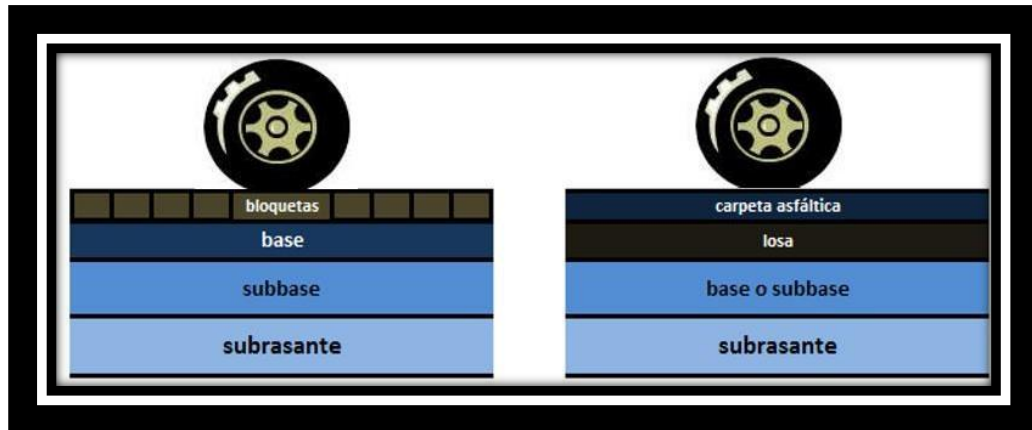 bloquetas
base
subbase
subrasante
carpeta asfáltica
losa
base o subbase
subrasante